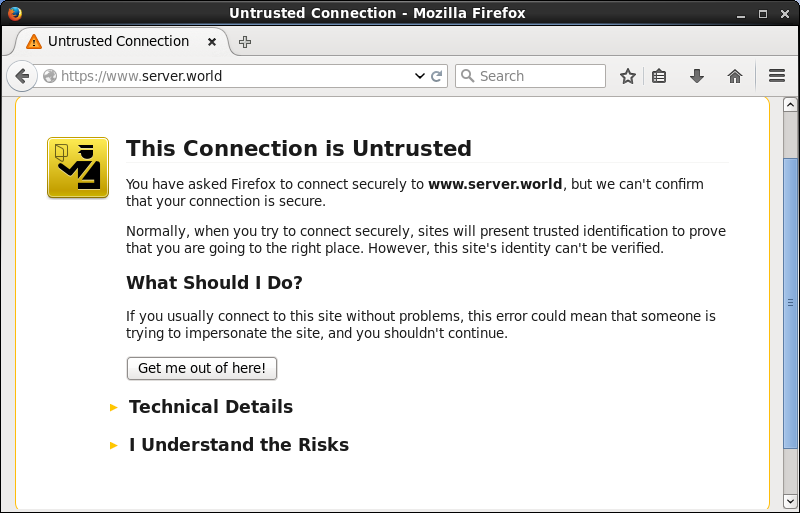 Untrusted Connection - Mozilla Firefox
Untrusted Connection
https://www.server.world
Search
This Connection is Untrusted
You have asked Firefox to connect securely to www.server.world, but we can't confirm
that your connection is secure.
Normally, when you try to connect securely, sites will present trusted identification to prove
that you are going to the right place. However, this site's identity can't be verified.
What Should I Do?
If you usually connect to this site without problems, this error could mean that someone is
trying to impersonate the site, and you shouldn't continue.
Get me out of here!
Technical Details
I Understand the Risks